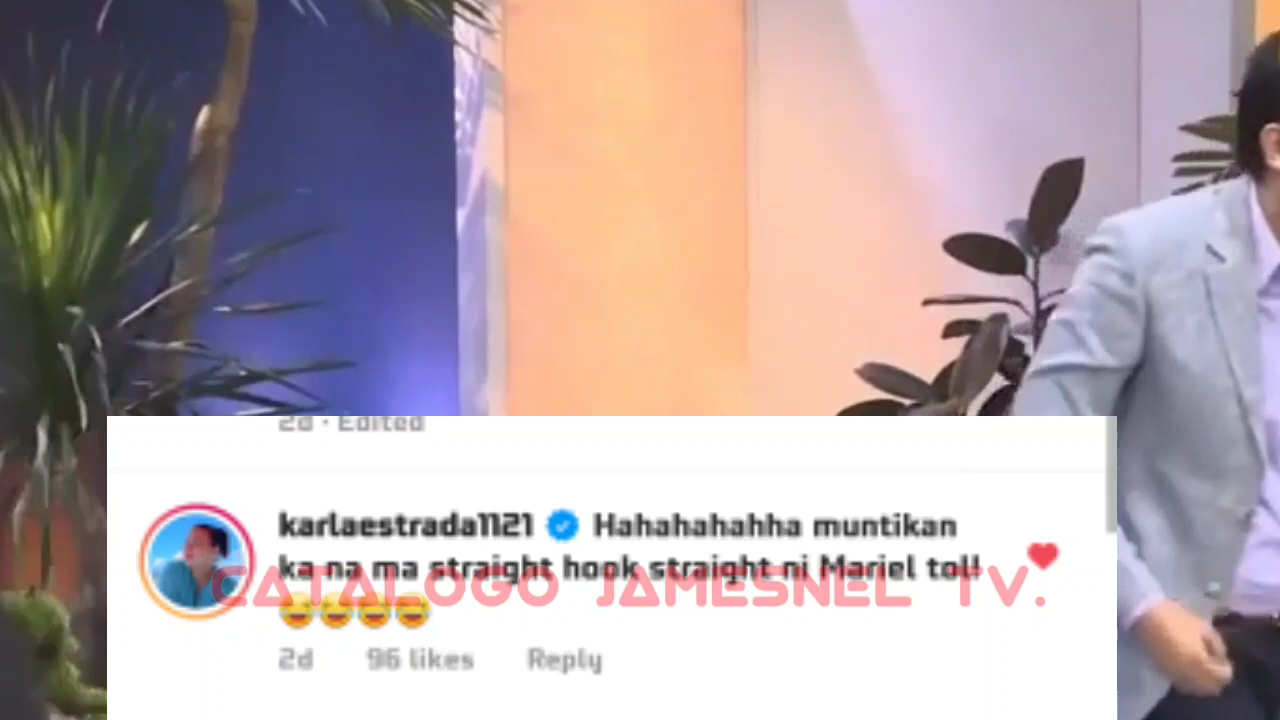 2d · Edited
karlaestrada1121 Hahahahahha muntikan
ka na ma straight hook straight ni Mariel tol!
CATALOGO JAMESNEL TV.
😂😂😂😂
2d 96 likes Reply